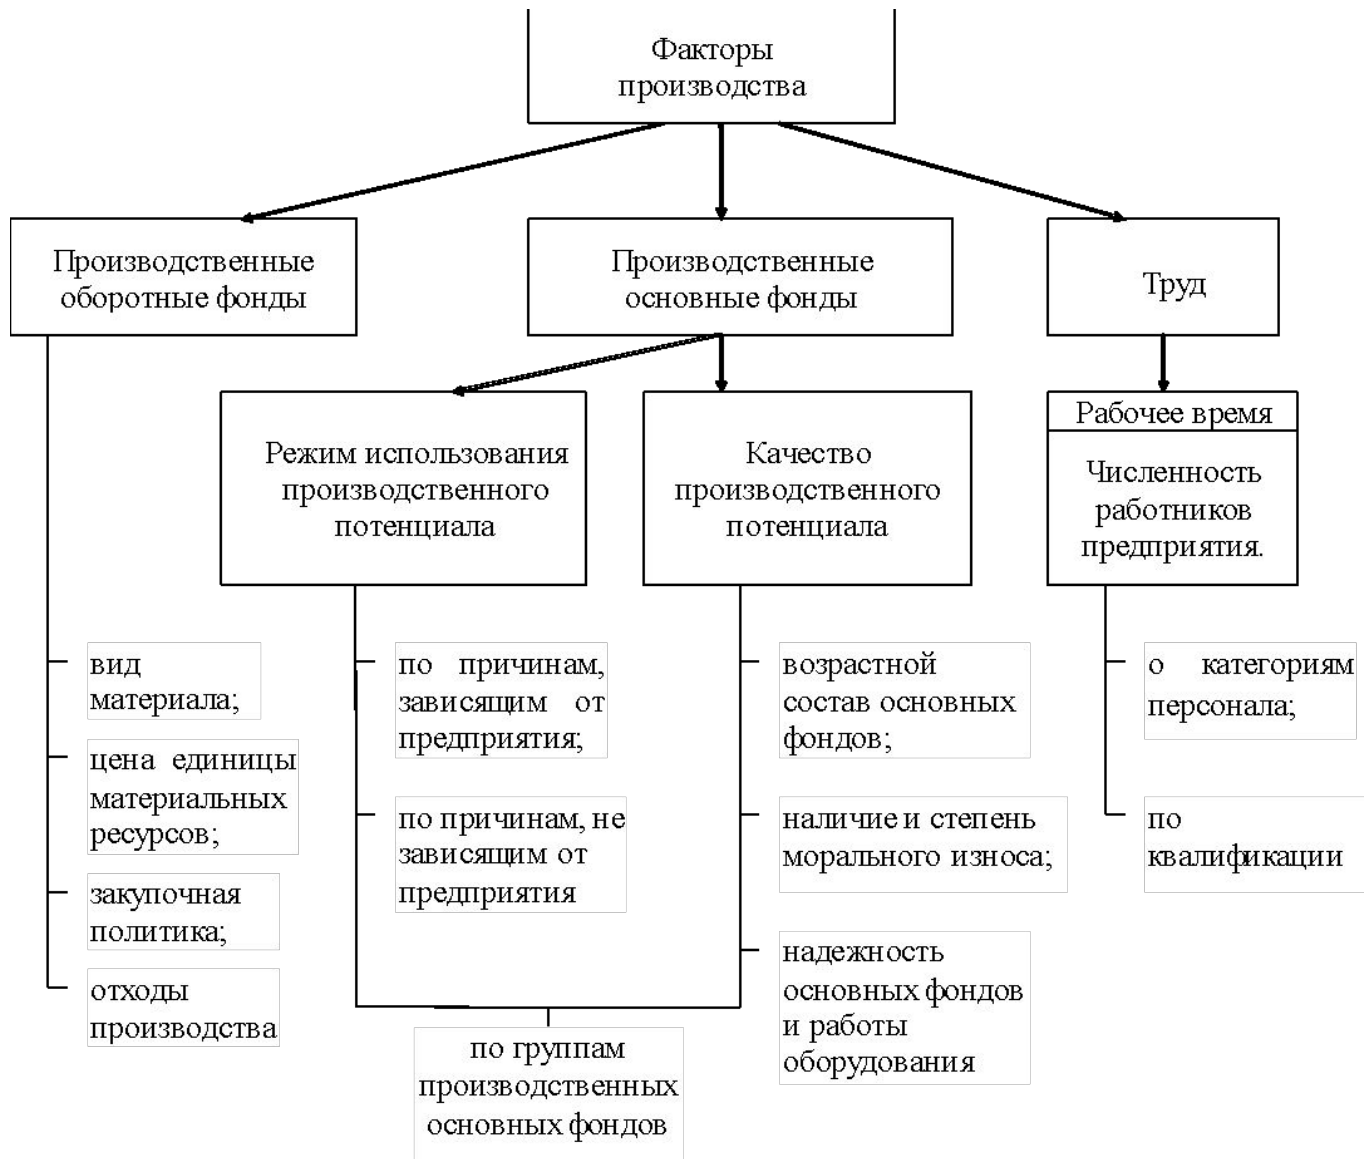 Факторы
производства
Производственные
оборотные фонды
Производственные
основные фонды
Труд
Режим использования
производственного
потенциала
Качество
производственного
потенциала
Рабочее время
Численность
работников
предприятия.
вид
материала;
цена единицы
материальных
ресурсов;
закупочная
политика;
отходы
производства
по причинам,
зависящим от
предприятия;
по причинам, не
зависящим от
предприятия
возрастной
состав основных
фондов;
наличие и степень
морального износа;
надежность
основных фондов
и работы
оборудования
о категориям
персонала;
по
квалификации
по группам
производственных
основных фондов